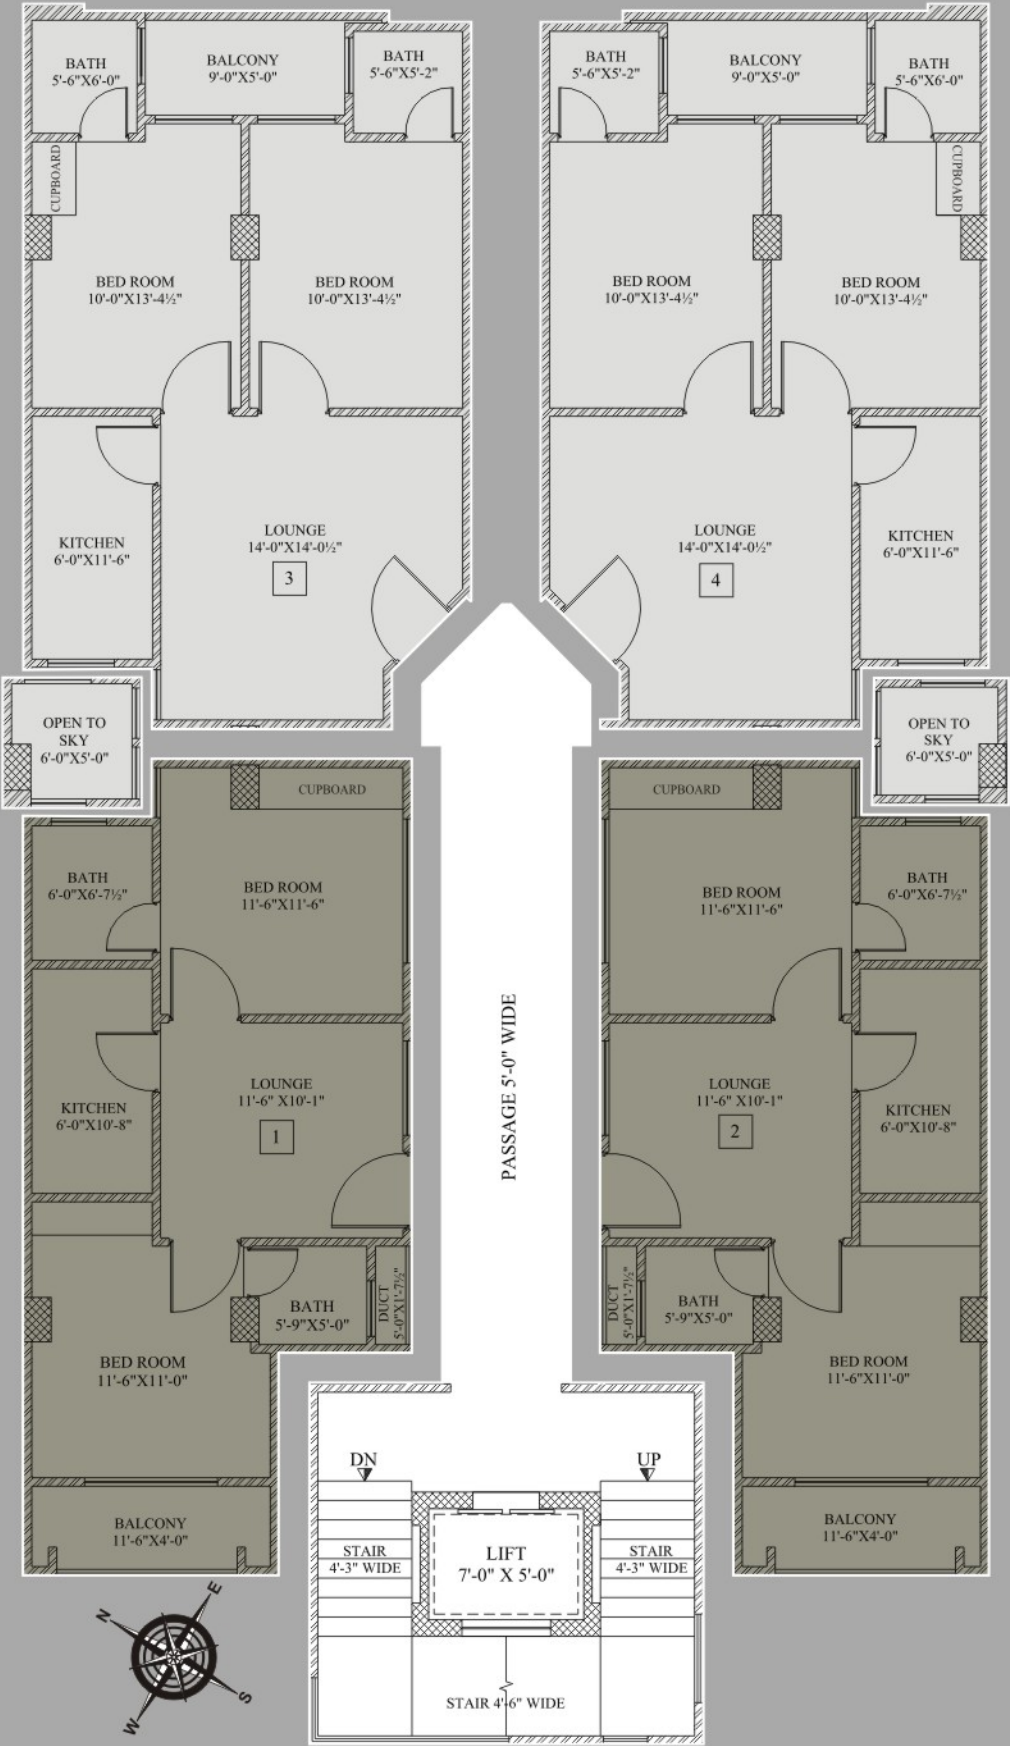 BATH
5'-6"X6'-0"
BALCONY
9'-0"X5'-0"
BATH
5'-6"X5'-2"
BATH
5'-6"X5'-2"
BALCONY
9'-0"X5'-0"
BATH
5'-6"X6'-0"
CUPBOARD
CUPBOARD
BED ROOM
10'-0"X13'-4½"
BED ROOM
10'-0"X13'-4½"
BED ROOM
10'-0"X13'-4½"
BED ROOM
10'-0"X13'-4½"
KITCHEN
6'-0"X11'-6"
LOUNGE
14'-0"X14'-0½"
3
LOUNGE
14'-0"X14'-0½"
4
KITCHEN
6'-0"X11'-6"
OPEN TO
SKY
6'-0"X5'-0"
OPEN TO
SKY
6'-0"X5'-0"
CUPBOARD
CUPBOARD
BATH
6'-0"X6'-7½"
BED ROOM
11'-6"X11'-6"
BED ROOM
11'-6"X11'-6"
BATH
6'-0"X6'-7½"
PASSAGE 5'-0" WIDE
KITCHEN
6'-0"X10'-8"
LOUNGE
11'-6" X10'-1"
1
LOUNGE
11'-6" X10'-1"
2
KITCHEN
6'-0"X10'-8"
BATH
5'-9"X5'-0"
DUCT
5'-0"X1'-7½"
DUCT
5'-0"X1'-7½"
BATH
5'-9"X5'-0"
BED ROOM
11'-6"X11'-0"
BED ROOM
11'-6"X11'-0"
DN
UP
BALCONY
11'-6"X4'-0"
BALCONY
11'-6"X4'-0"
STAIR
4'-3" WIDE
LIFT
7'-0" X 5'-0"
STAIR
4'-3" WIDE
N
E
S
W
STAIR 4'-6" WIDE